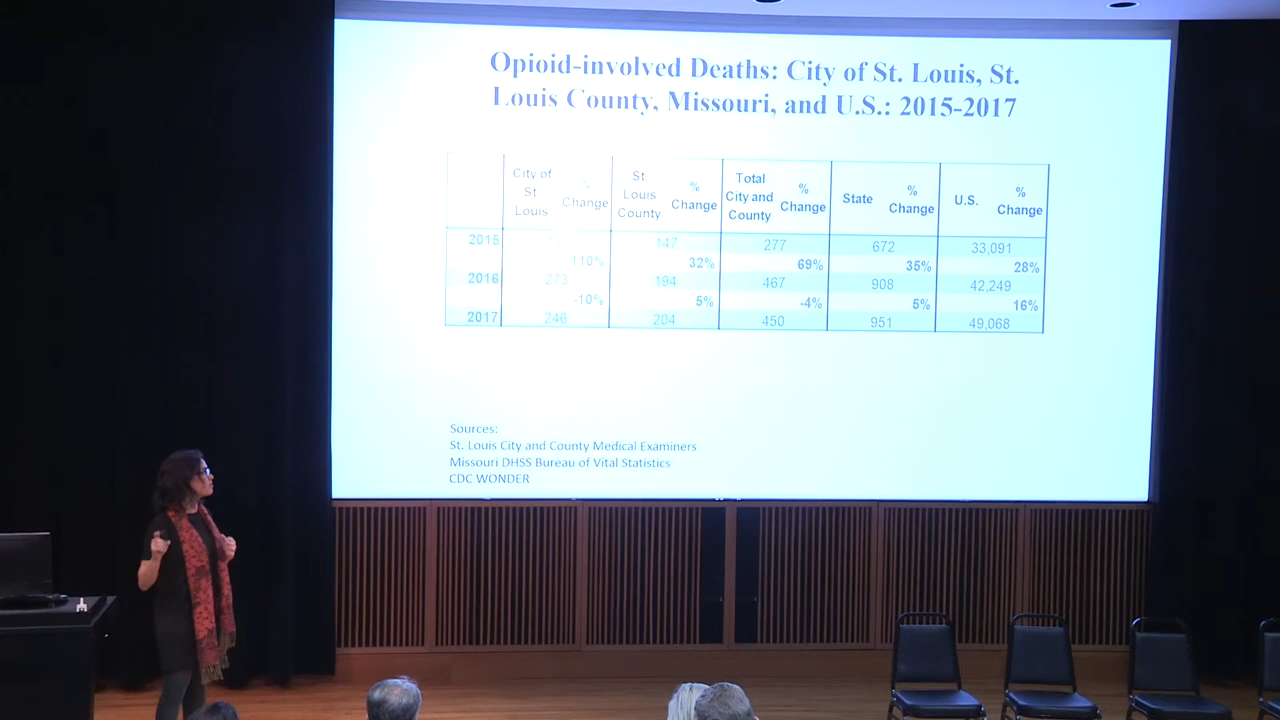 Opioid-involved Deaths: City of St. Louis, St.
Louis County, Missouri, and U.S.: 2015-2017
City of St Louis % Change St Louis County % Change Total City and County % Change State % Change U.S. % Change
2015 147 277 672 33,091
110% 32% 69% 35% 28%
2016 273 194 467 908 42,249
-10% 5% -4% 5% 16%
2017 246 204 450 951 49,068
Sources:
St. Louis City and County Medical Examiners
Missouri DHSS Bureau of Vital Statistics
CDC WONDER